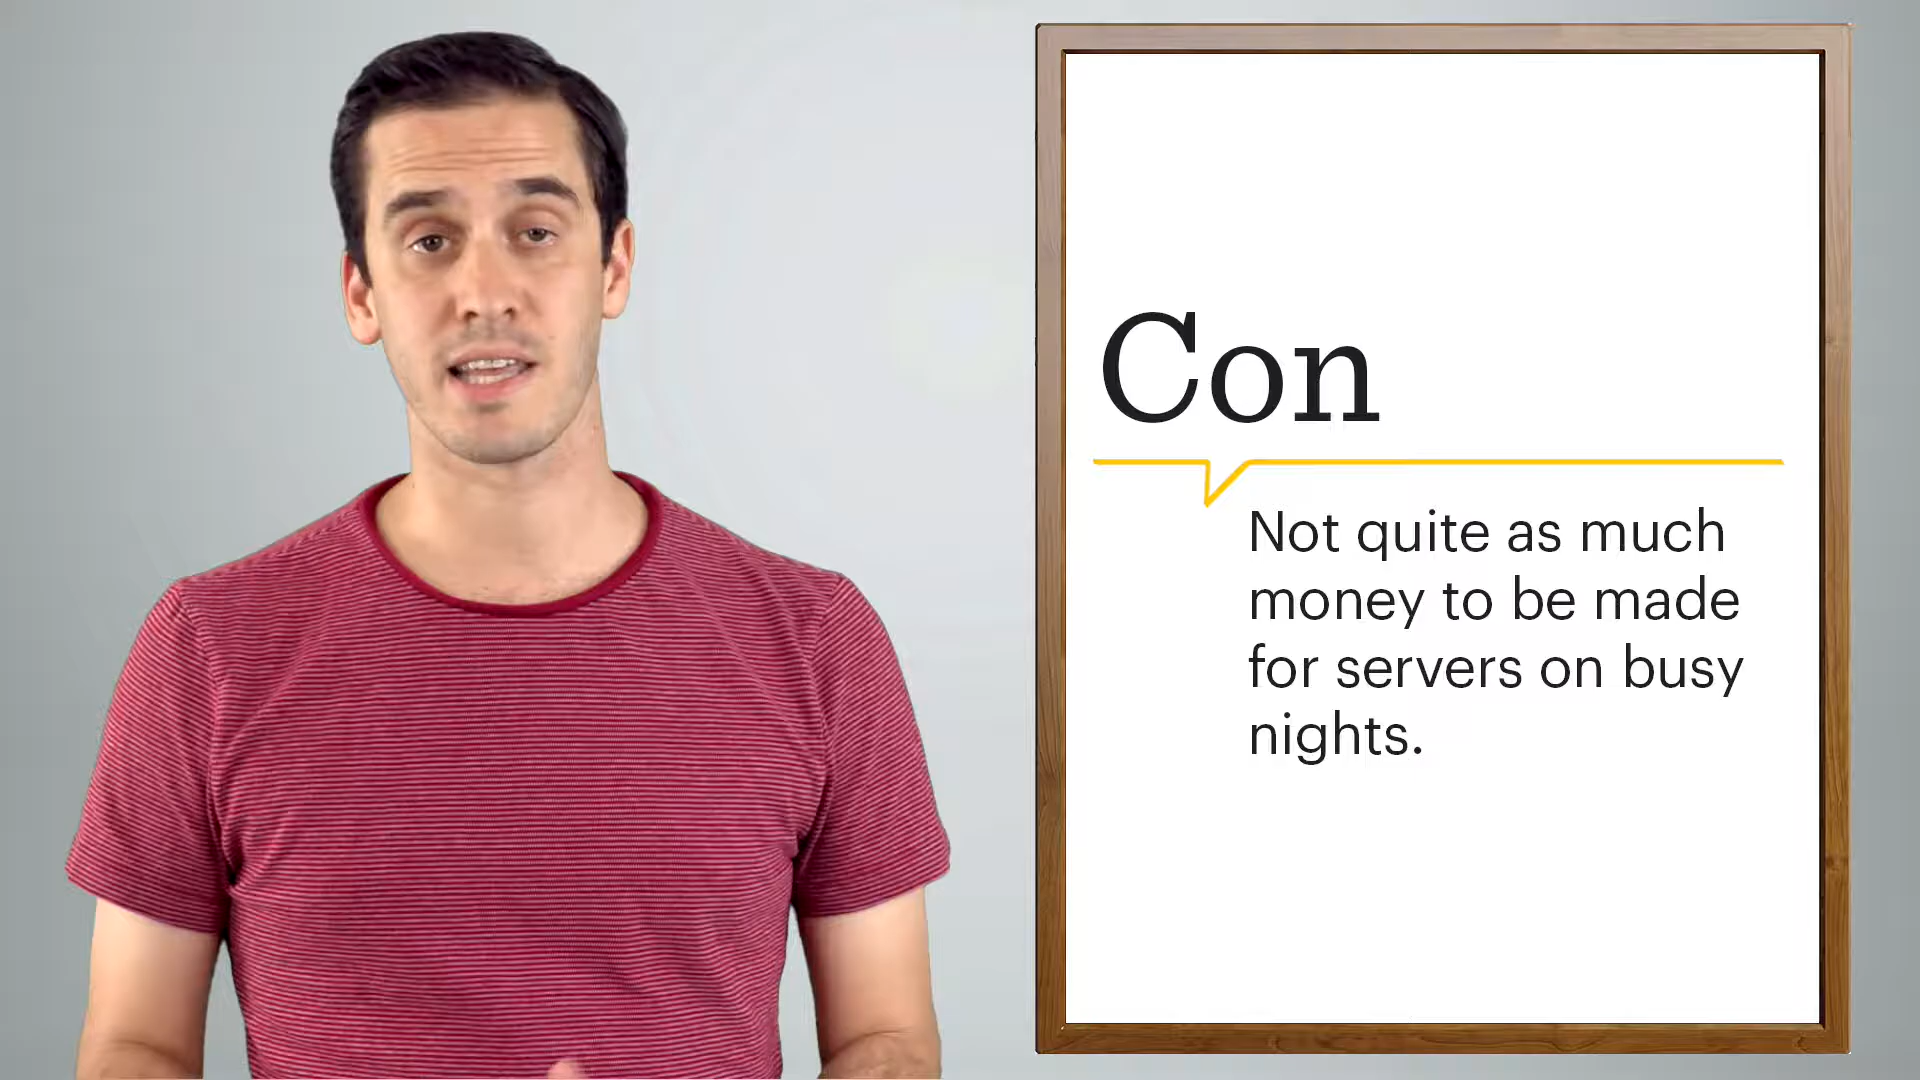 Con
Not quite as much
money to be made
for servers on busy
nights.